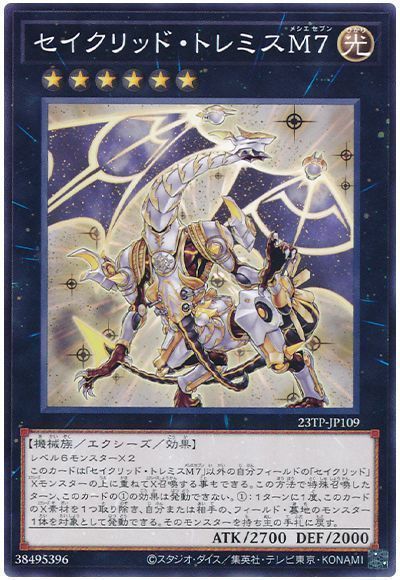 セイクリッド・トレミスM7
メシエ セブン
光
ひかり
23TP-JP109
【機械族／エクシーズ／効果】
レベル６モンスター×２
このカードは「セイクリッド・トレミスM7」以外の自分フィールドの「セイクリッド」
Xモンスターの上に重ねてX召喚する事もできる。この方法で特殊召喚した
ターン、このカードの①の効果は発動できない。①：１ターンに１度、このカード
のX素材を１つ取り除き、自分または相手の、フィールド・墓地のモンスター
１体を対象として発動できる。そのモンスターを持ち主の手札に戻す。
ATK/2700 DEF/2000
38495396
©スタジオ・ダイス／集英社・テレビ東京・KONAMI